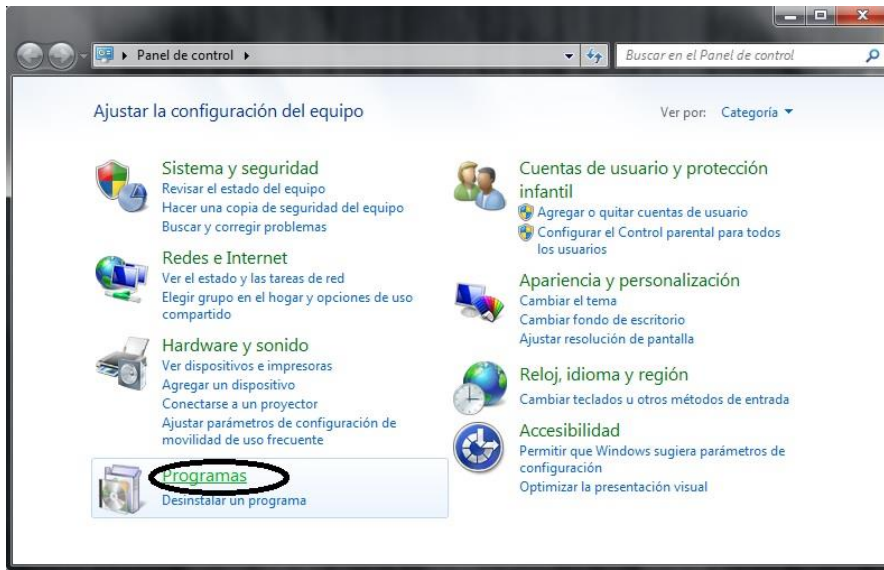 Panel de control
Buscar en el Panel de control
Ajustar la configuración del equipo
Ver por: Categoría
Sistema y seguridad
Revisar el estado del equipo
Hacer una copia de seguridad del equipo
Buscar y corregir problemas
Redes e Internet
Ver el estado y las tareas de red
Elegir grupo en el hogar y opciones de uso
compartido
Hardware y sonido
Ver dispositivos e impresoras
Agregar un dispositivo
Conectarse a un proyector
Ajustar parámetros de configuración de
movilidad de uso frecuente
Programas
Desinstalar un programa
Cuentas de usuario y protección
infantil
Agregar o quitar cuentas de usuario
Configurar el Control parental para todos
los usuarios
Apariencia y personalización
Cambiar el tema
Cambiar fondo de escritorio
Ajustar resolución de pantalla
Reloj, idioma y región
Cambiar teclados u otros métodos de entrada
Accesibilidad
Permitir que Windows sugiera parámetros de
configuración
Optimizar la presentación visual